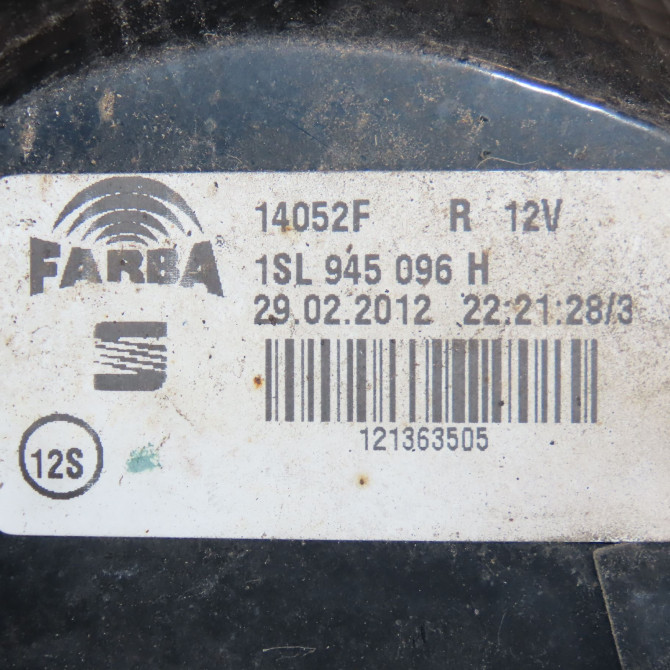 FARBA
14052F R 12V
1SL 945 096 H
29.02.2012 22:21:28/3
S
121363505
12S